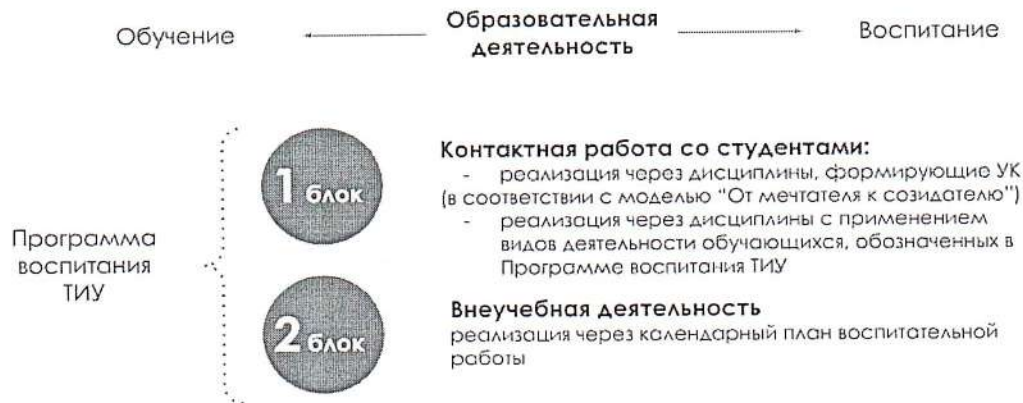 Обучение
Образовательная
деятельность
Воспитание
Программа
воспитания
ТИУ
1 блок
Контактная работа со студентами:
- реализация через дисциплины, формирующие УК
(в соответствии с моделью "От мечтателя к созидателю")
- реализация через дисциплины с применением
видов деятельности обучающихся, обозначенных в
Программе воспитания ТИУ
2 блок
Внеучебная деятельность
реализация через календарный план воспитательной
работы